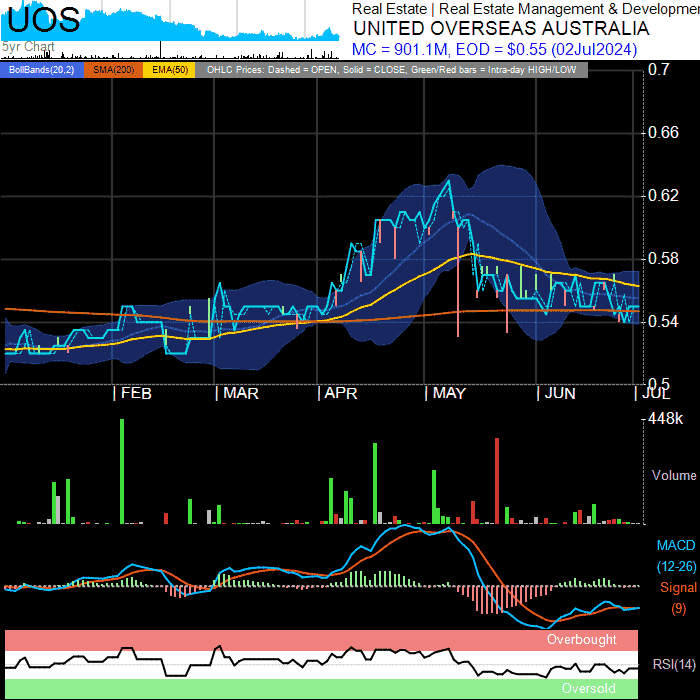 UOS
5yr Chart
Real Estate | Real Estate Management & Developmen
UNITED OVERSEAS AUSTRALIA
MC = 901.1M, EOD = $0.55 (02Jul2024)
BollBands(20,2) SMA(200) EMA(50) OHLC Prices: Dashed = OPEN, Solid = CLOSE, Green/Red bars = Intra-day HIGH/LOW
0.7
0.66
0.62
0.58
0.54
0.5
FEB MAR APR MAY JUN JUL
448k
Volume
MACD
(12-26)
Signal
(9)
Overbought
RSI(14)
Oversold